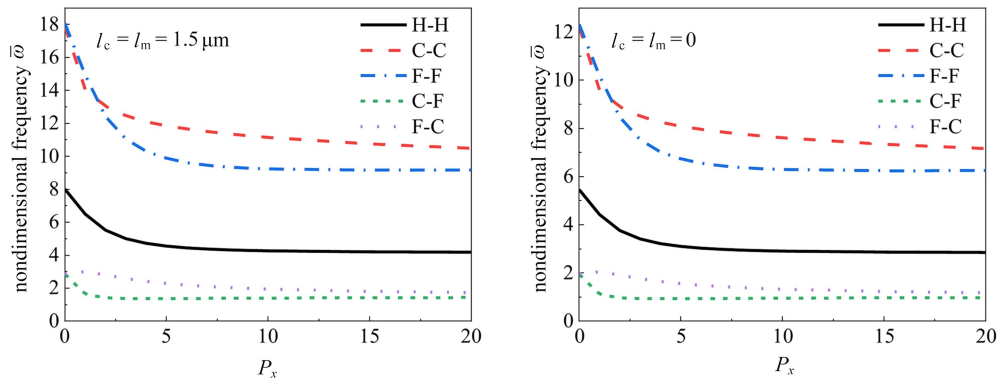 nondimensional frequency ω̅
18
16
14
12
10
8
6
4
2
0
l_c = l_m = 1.5 μm
H-H
C-C
F-F
C-F
F-C
0 5 10 15 20
P_x
nondimensional frequency ω̅
12
10
8
6
4
2
0
l_c = l_m = 0
H-H
C-C
F-F
C-F
F-C
0 5 10 15 20
P_x